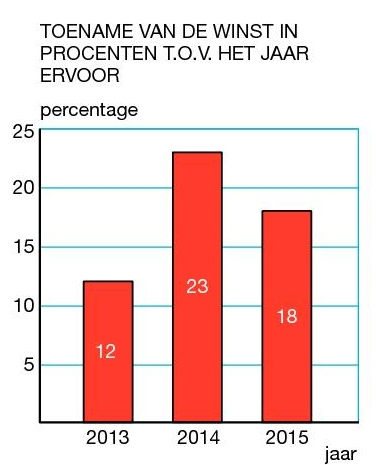 TOENAME VAN DE WINST IN
PROCENTEN T.O.V. HET JAAR
ERVOOR
percentage
25
20
15
10
5
12
23
18
2013 2014 2015
jaar